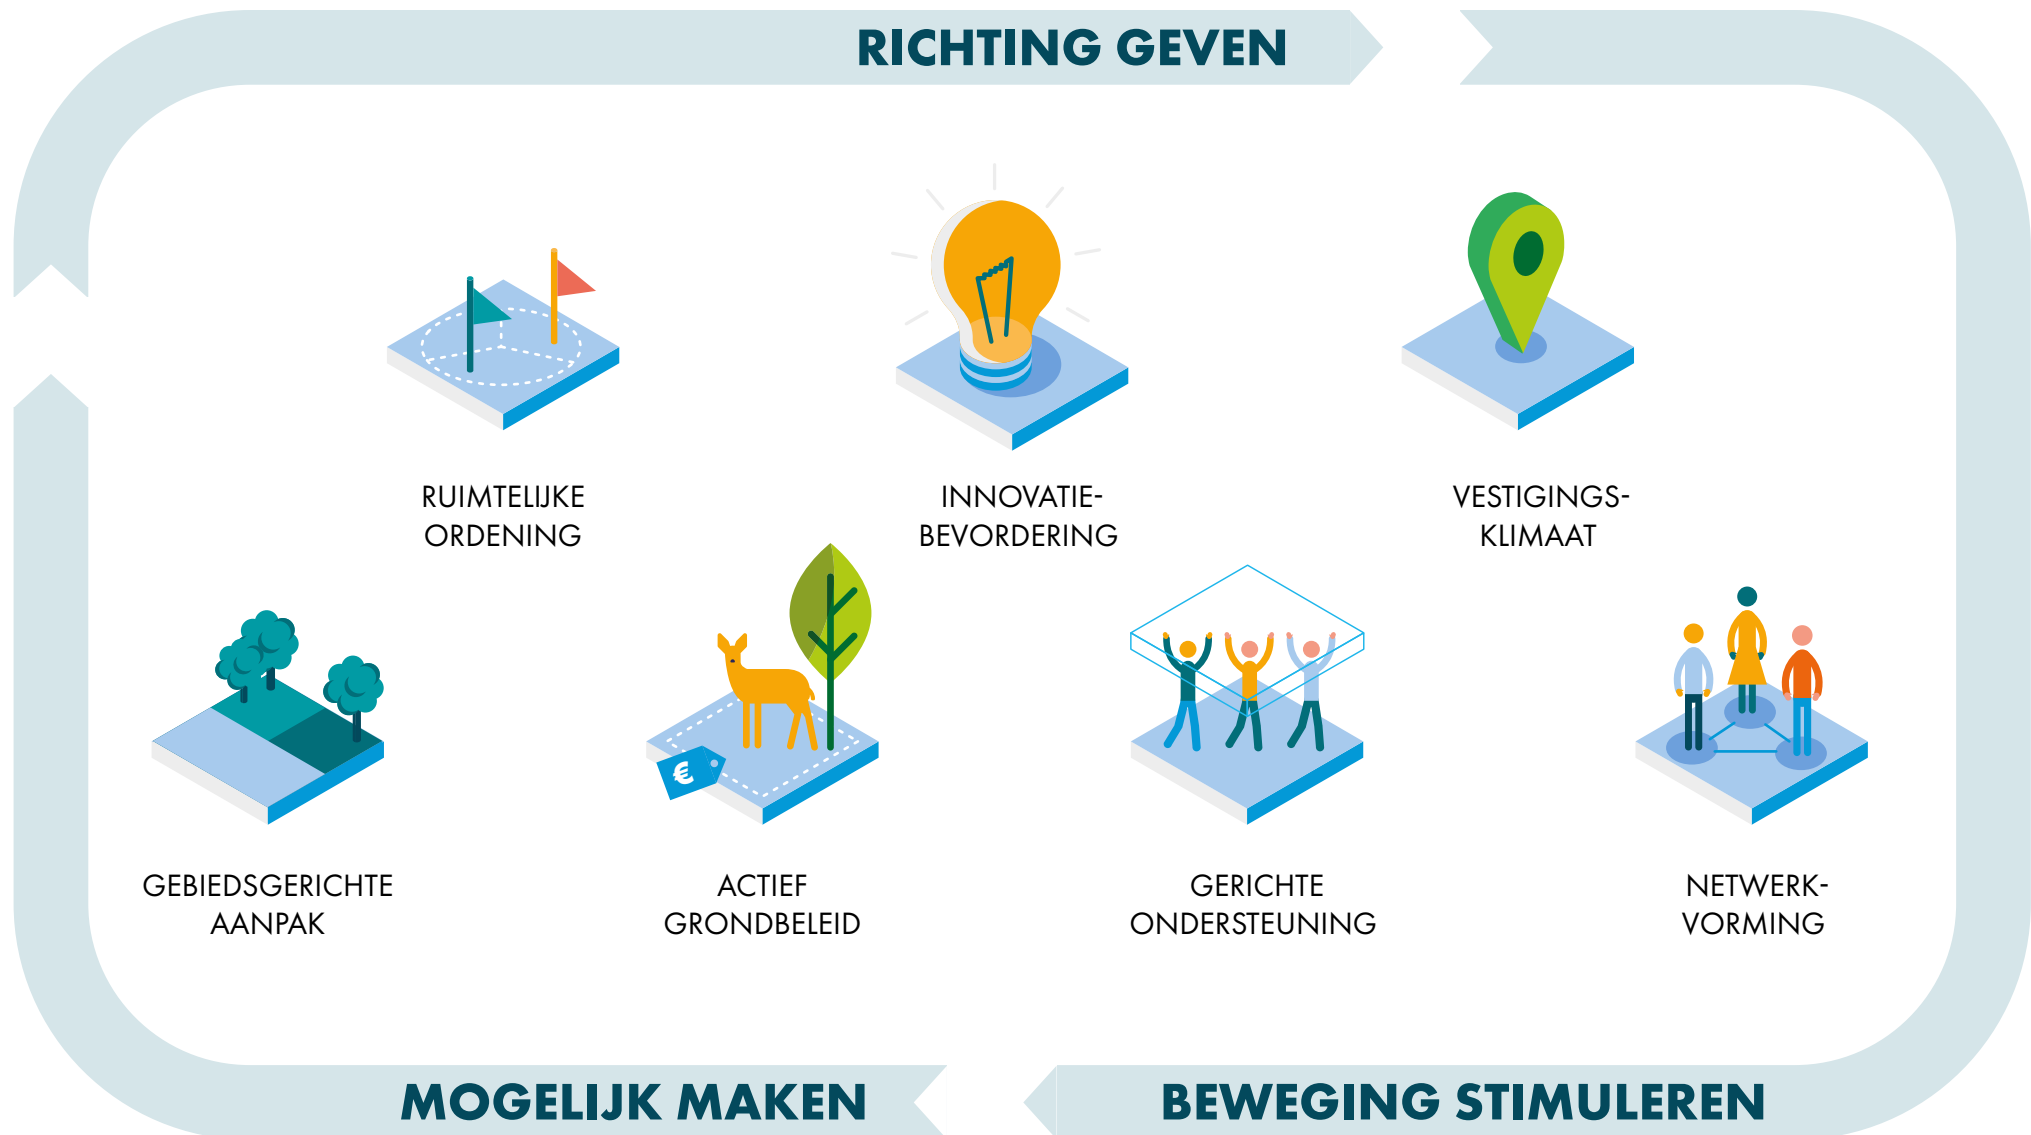 RICHTING GEVEN
RUIMTELIJKE
ORDENING
INNOVATIE-
BEVORDERING
VESTIGINGS-
KLIMAAT
€
GEBIEDSGERICHTE
AANPAK
ACTIEF
GRONDBELEID
GERICHTE
ONDERSTEUNING
NETWERK-
VORMING
MOGELIJK MAKEN
BEWEGING STIMULEREN